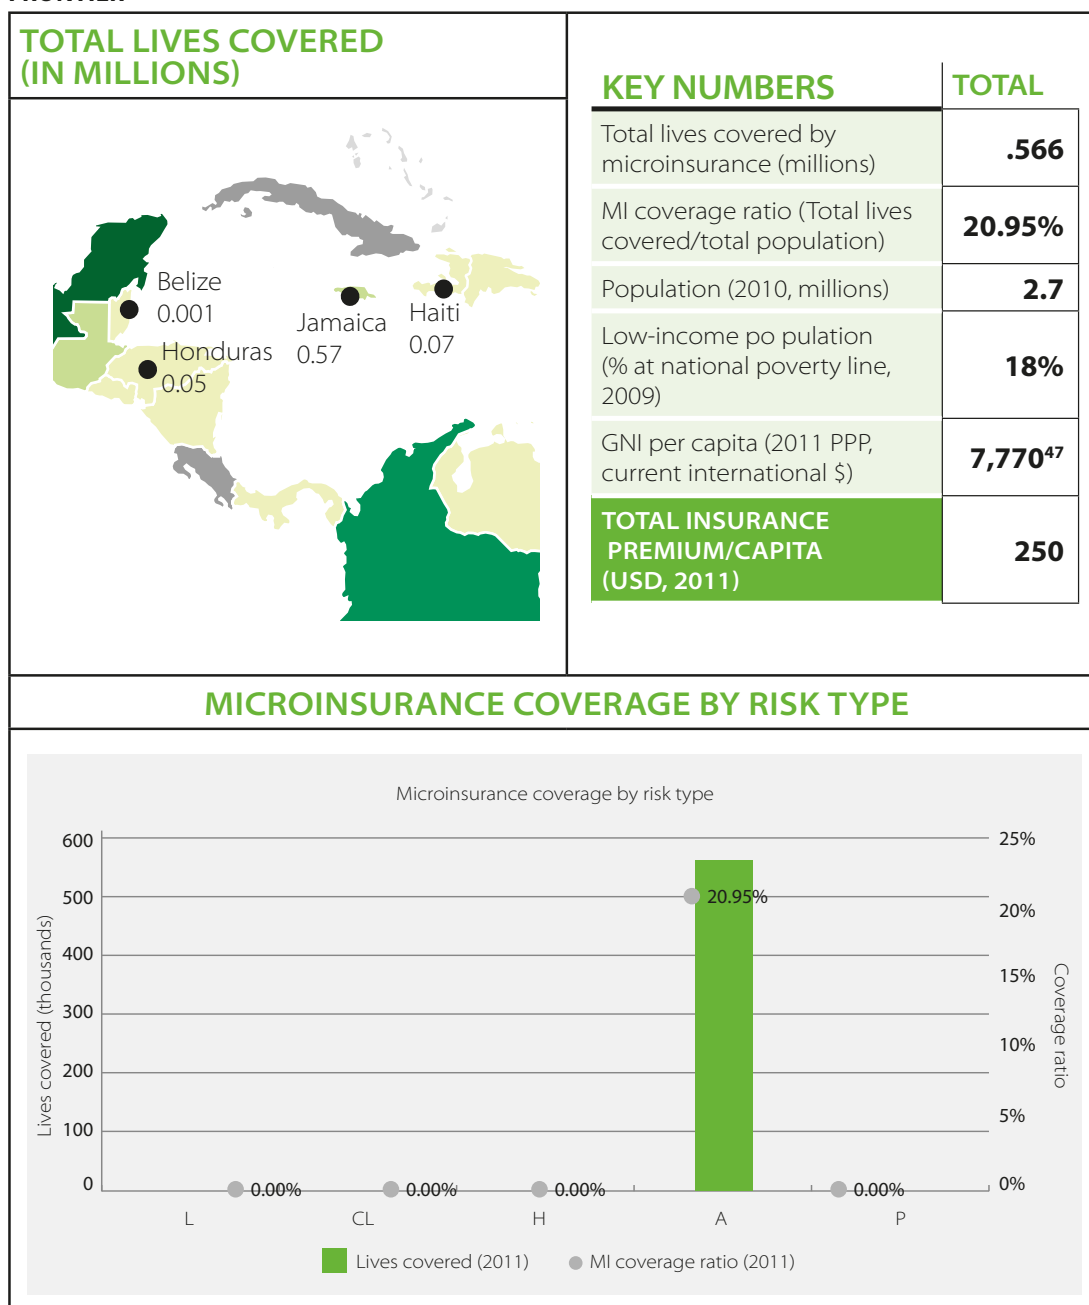 TOTAL LIVES COVERED
(IN MILLIONS)
Belize
0.001
Jamaica
0.57
Haiti
0.07
Honduras
0.05
KEY NUMBERS TOTAL
Total lives covered by
microinsurance (millions)
.566
MI coverage ratio (Total lives
covered/total population)
20.95%
Population (2010, millions)
2.7
Low-income po pulation
(% at national poverty line,
2009)
18%
GNI per capita (2011 PPP,
current international $)
7,770⁴⁷
TOTAL INSURANCE
PREMIUM/CAPITA
(USD, 2011)
250
MICROINSURANCE COVERAGE BY RISK TYPE
Microinsurance coverage by risk type
Lives covered (thousands)
600
500
400
300
200
100
0
0.00% 0.00% 0.00% 20.95% 0.00%
L CL H A P
25%
20%
15%
10%
5%
0%
Coverage ratio
Lives covered (2011) MI coverage ratio (2011)